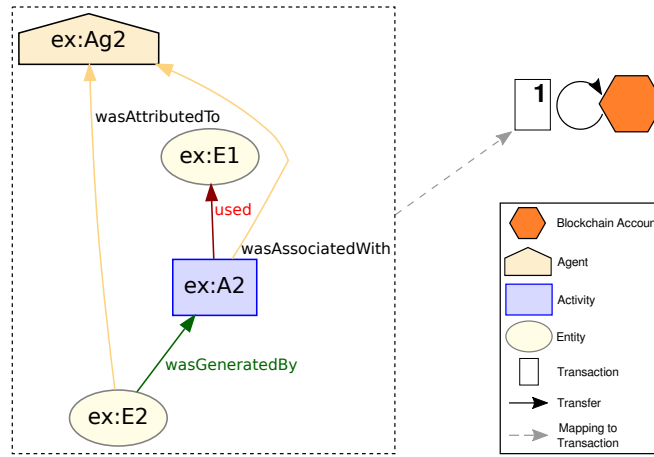 ex:Ag2
wasAttributedTo
ex:E1
used
wasAssociatedWith
ex:A2
wasGeneratedBy
ex:E2
1
Blockchain Accoun
Agent
Activity
Entity
Transaction
Transfer
Mapping to
Transaction